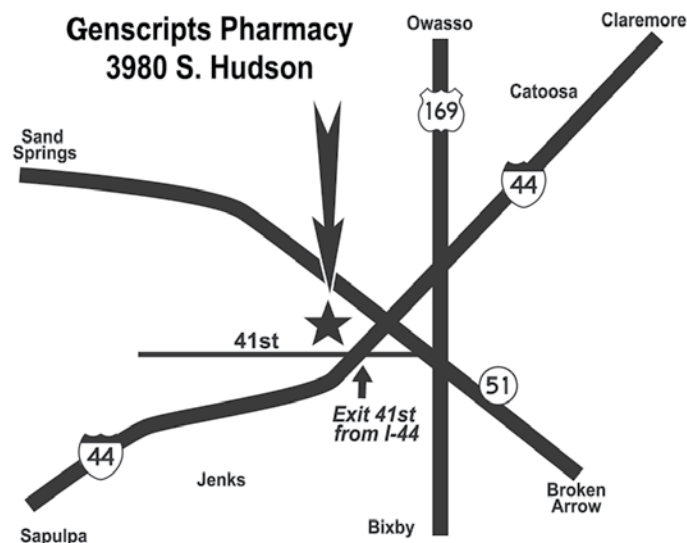 Genscripts Pharmacy
3980 S. Hudson
Owasso
Claremore
169
Catoosa
Sand
Springs
44
41st
51
Exit 41st
from I-44
44
Jenks
Broken
Arrow
Bixby
Sapulpa